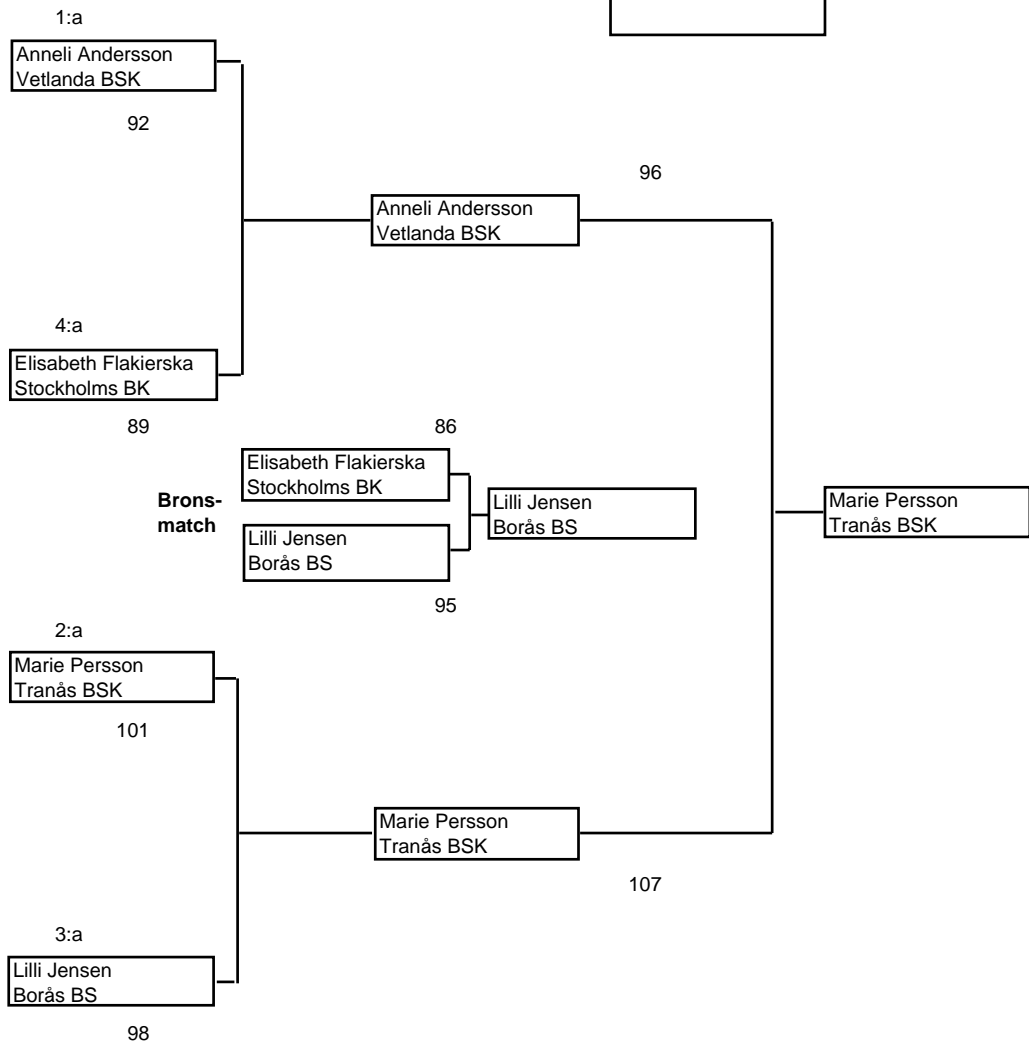 1:a
Anneli Andersson
Vetlanda BSK
92
96
Anneli Andersson
Vetlanda BSK
4:a
Elisabeth Flakierska
Stockholms BK
89
86
Elisabeth Flakierska
Stockholms BK
Brons-
match
Lilli Jensen
Borås BS
Lilli Jensen
Borås BS
Marie Persson
Tranås BSK
95
2:a
Marie Persson
Tranås BSK
101
Marie Persson
Tranås BSK
107
3:a
Lilli Jensen
Borås BS
98